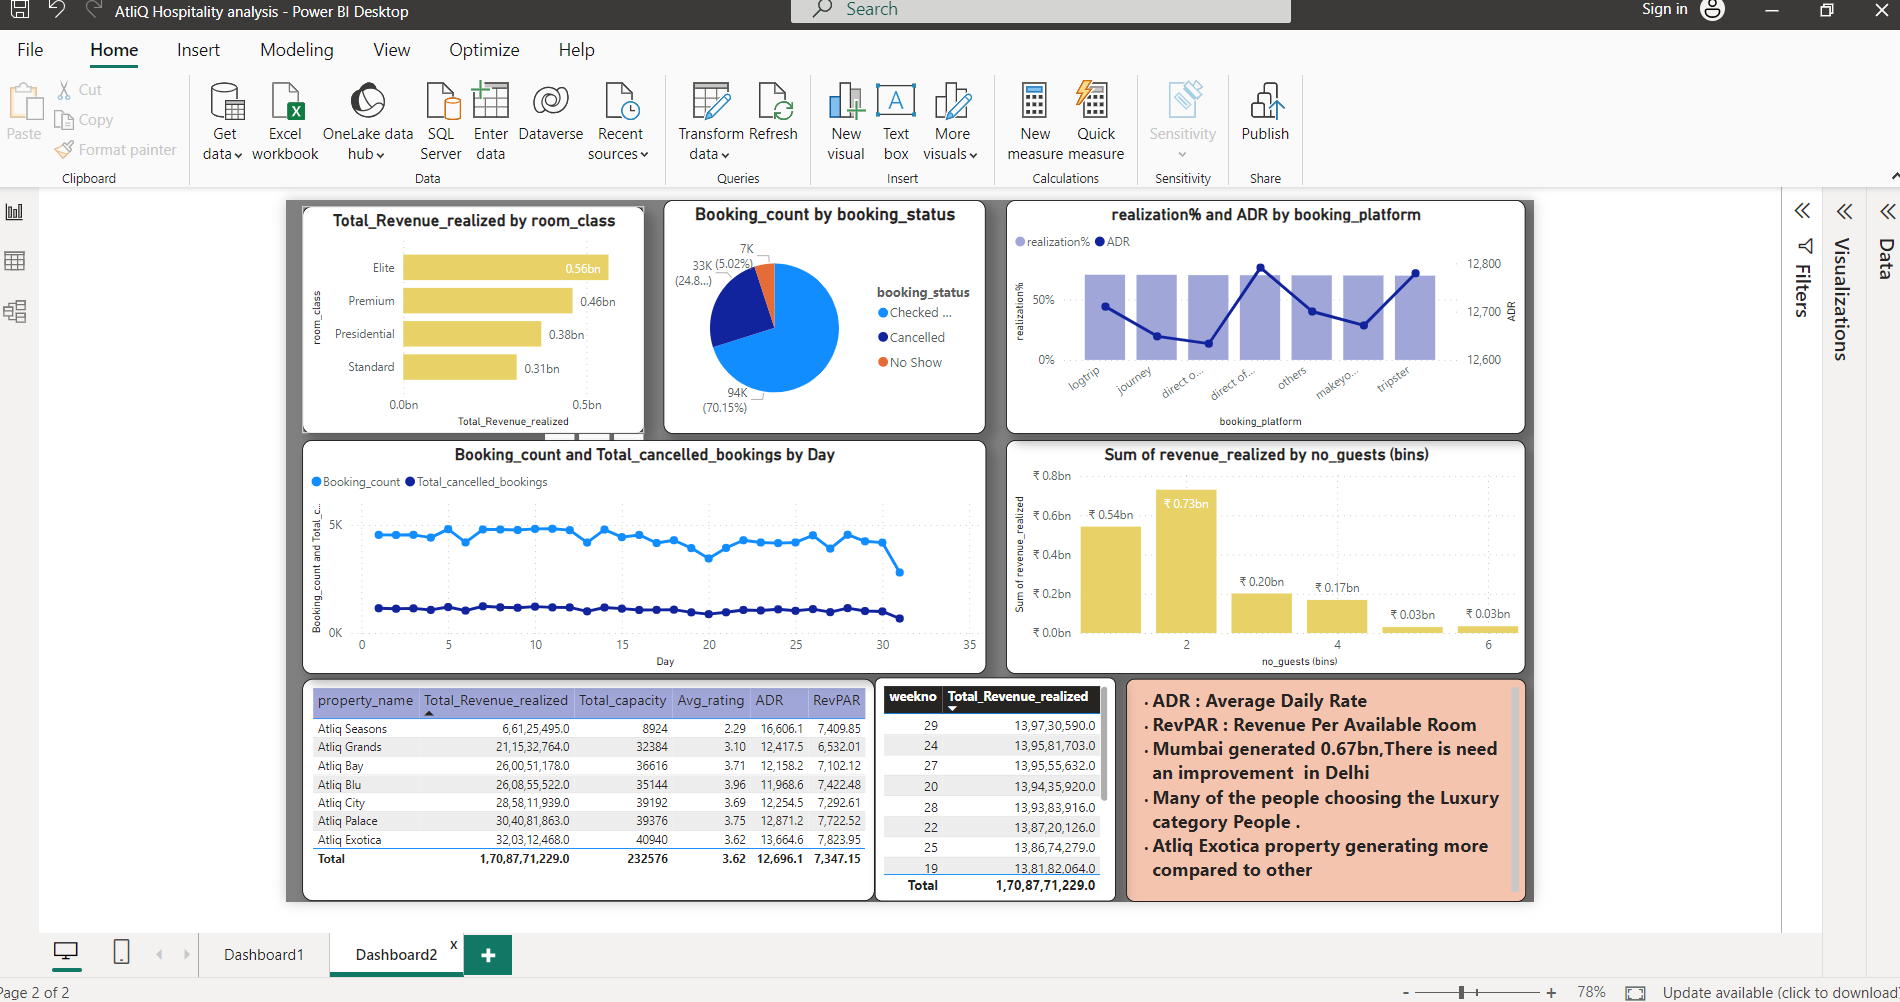 AtliQ Hospitality analysis - Power BI Desktop
Search
Sign in
File Home Insert Modeling View Optimize Help
Paste
Cut
Copy
Format painter
Clipboard
Get data
Excel workbook
OneLake data hub
SQL Server
Enter data
Dataverse
Recent sources
Data
Transform data
Refresh
Queries
New visual
Text box
More visuals
Insert
New measure
Quick measure
Calculations
Sensitivity
Sensitivity
Publish
Share
Total_Revenue_realized by room_class
room_class
Elite 0.56bn
Premium 0.46bn
Presidential 0.38bn
Standard 0.31bn
0.0bn 0.5bn
Total_Revenue_realized
Booking_count by booking_status
7K
(5.02%)
33K
(24.8...)
94K
(70.15%)
booking_status
Checked ...
Cancelled
No Show
realization% and ADR by booking_platform
realization% ADR
realization%
50%
0%
12,800
12,700
12,600
ADR
logtrip journey direct o... direct of... others makeyo... tripster
booking_platform
Booking_count and Total_cancelled_bookings by Day
Booking_count Total_cancelled_bookings
Booking_count and Total_c...
5K
0K
0 5 10 15 20 25 30 35
Day
Sum of revenue_realized by no_guests (bins)
Sum of revenue_realized
₹ 0.8bn
₹ 0.6bn
₹ 0.4bn
₹ 0.2bn
₹ 0.0bn
₹ 0.54bn
₹ 0.73bn
₹ 0.20bn
₹ 0.17bn
₹ 0.03bn
₹ 0.03bn
2 4 6
no_guests (bins)
property_name Total_Revenue_realized Total_capacity Avg_rating ADR RevPAR
Atliq Seasons 6,61,25,495.0 8924 2.29 16,606.1 7,409.85
Atliq Grands 21,15,32,764.0 32384 3.10 12,417.5 6,532.01
Atliq Bay 26,00,51,178.0 36616 3.71 12,158.2 7,102.12
Atliq Blu 26,08,55,522.0 35144 3.96 11,968.6 7,422.48
Atliq City 28,58,11,939.0 39192 3.69 12,254.5 7,292.61
Atliq Palace 30,40,81,863.0 39376 3.75 12,871.2 7,722.52
Atliq Exotica 32,03,12,468.0 40940 3.62 13,664.6 7,823.95
Total 1,70,87,71,229.0 232576 3.62 12,696.1 7,347.15
weekno Total_Revenue_realized
29 13,97,30,590.0
24 13,95,81,703.0
27 13,95,55,632.0
20 13,94,35,920.0
28 13,93,83,916.0
22 13,87,20,126.0
25 13,86,74,279.0
19 13,81,82,064.0
Total 1,70,87,71,229.0
· ADR : Average Daily Rate
· RevPAR : Revenue Per Available Room
· Mumbai generated 0.67bn,There is need
an improvement in Delhi
· Many of the people choosing the Luxury
category People .
· Atliq Exotica property generating more
compared to other
Filters
Visualizations
Data
Dashboard1
Dashboard2 x
+
Page 2 of 2
- + 78%
Update available (click to download